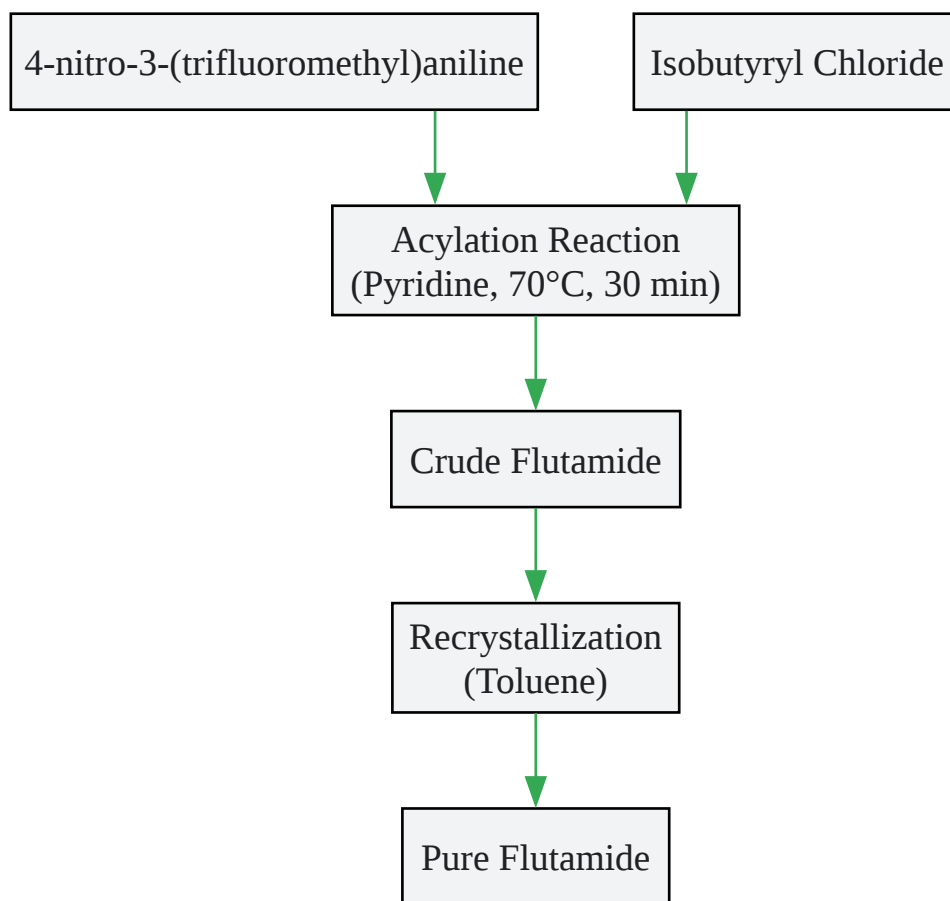 4-nitro-3-(trifluoromethyl)aniline
Isobutyryl Chloride
Acylation Reaction
(Pyridine, 70°C, 30 min)
Crude Flutamide
Recrystallization
(Toluene)
Pure Flutamide